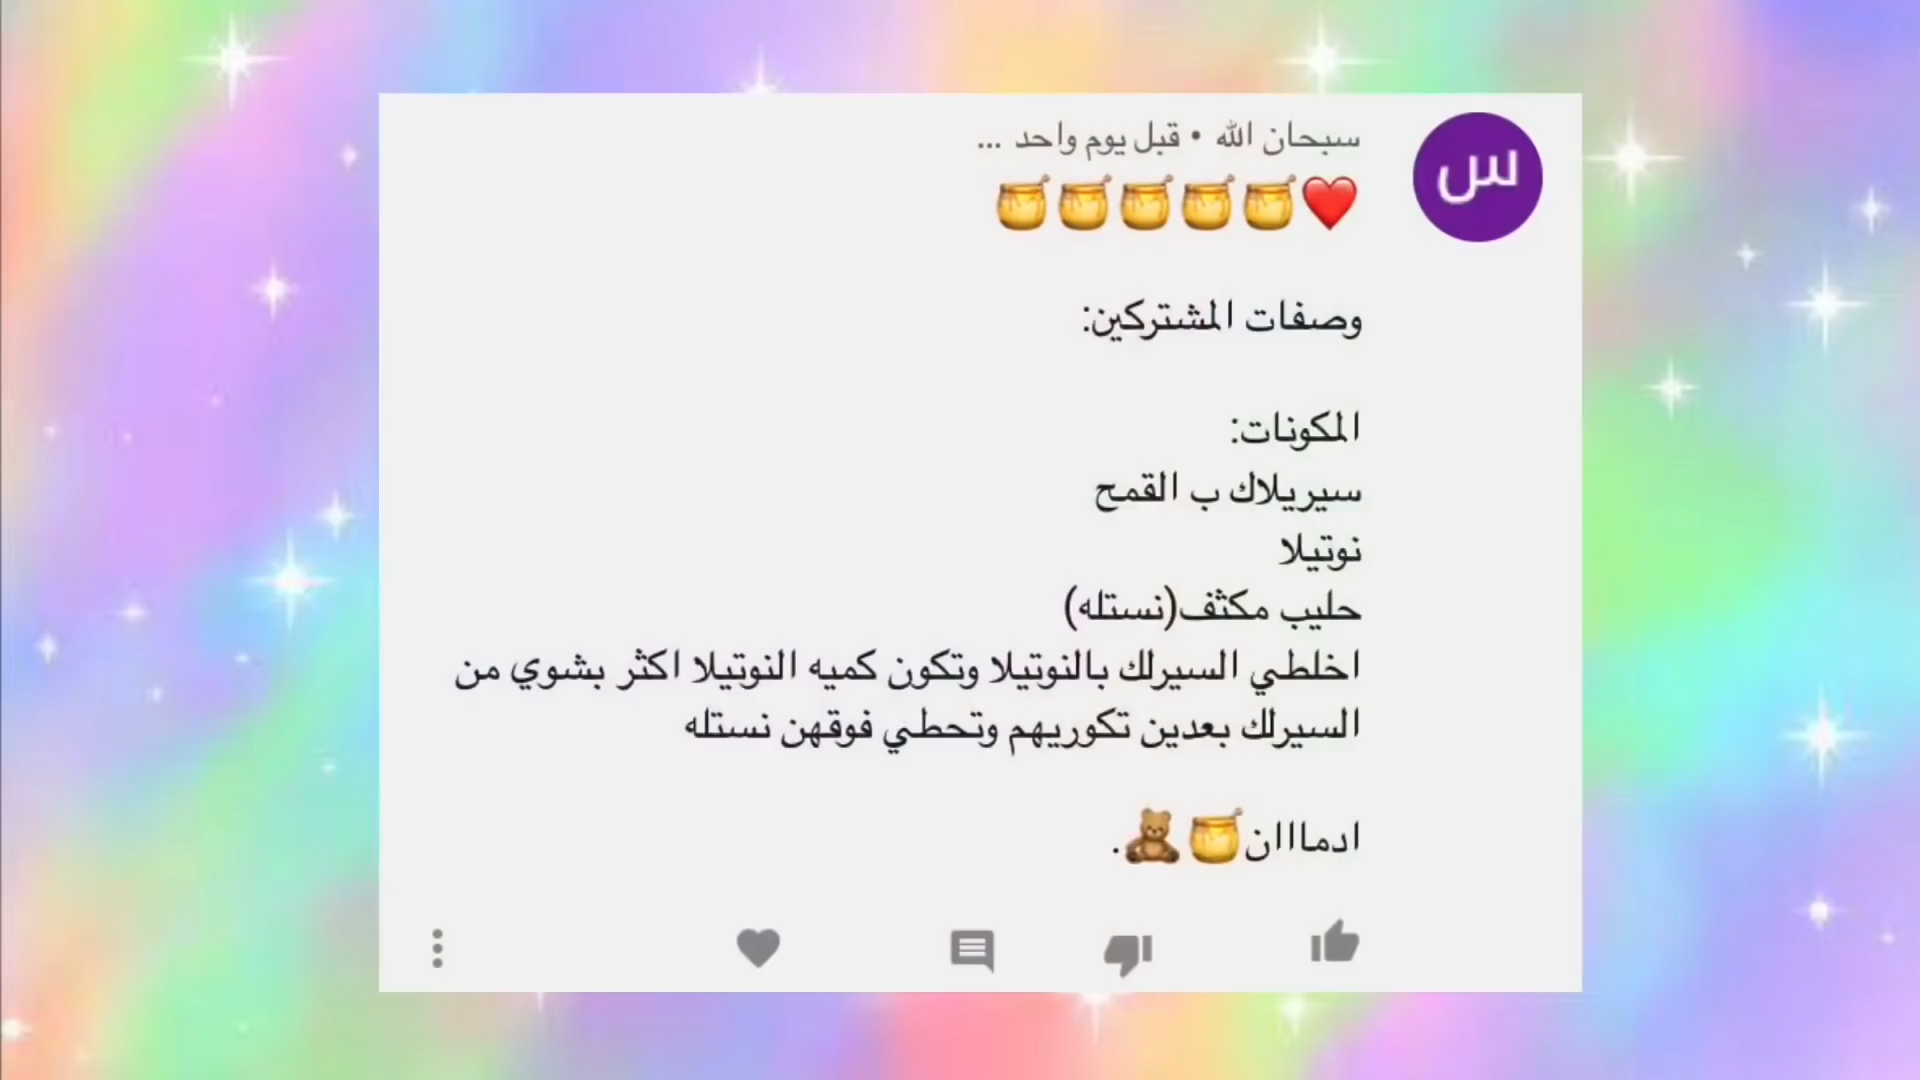 س
سبحان الله • قبل يوم واحد ...
❤️🍯🍯🍯🍯🍯
وصفات المشتركين:
المكونات:
سيريلاك ب القمح
نوتيلا
حليب مكثف(نستله)
اخلطي السيرلك بالنوتيلا وتكون كميه النوتيلا اكثر بشوي من
السيرلك بعدين تكوريهم وتحطي فوقهن نستله
ادمااان🍯🧸.